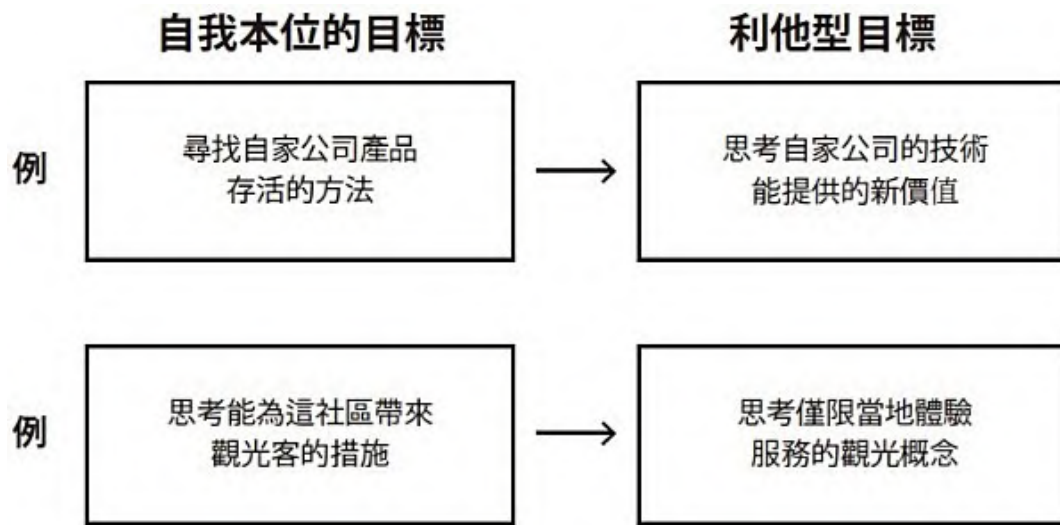 自我本位的目標
利他型目標
例
尋找自家公司產品
存活的方法
思考自家公司的技術
能提供的新價值
例
思考能為這社區帶來
觀光客的措施
思考僅限當地體驗
服務的觀光概念